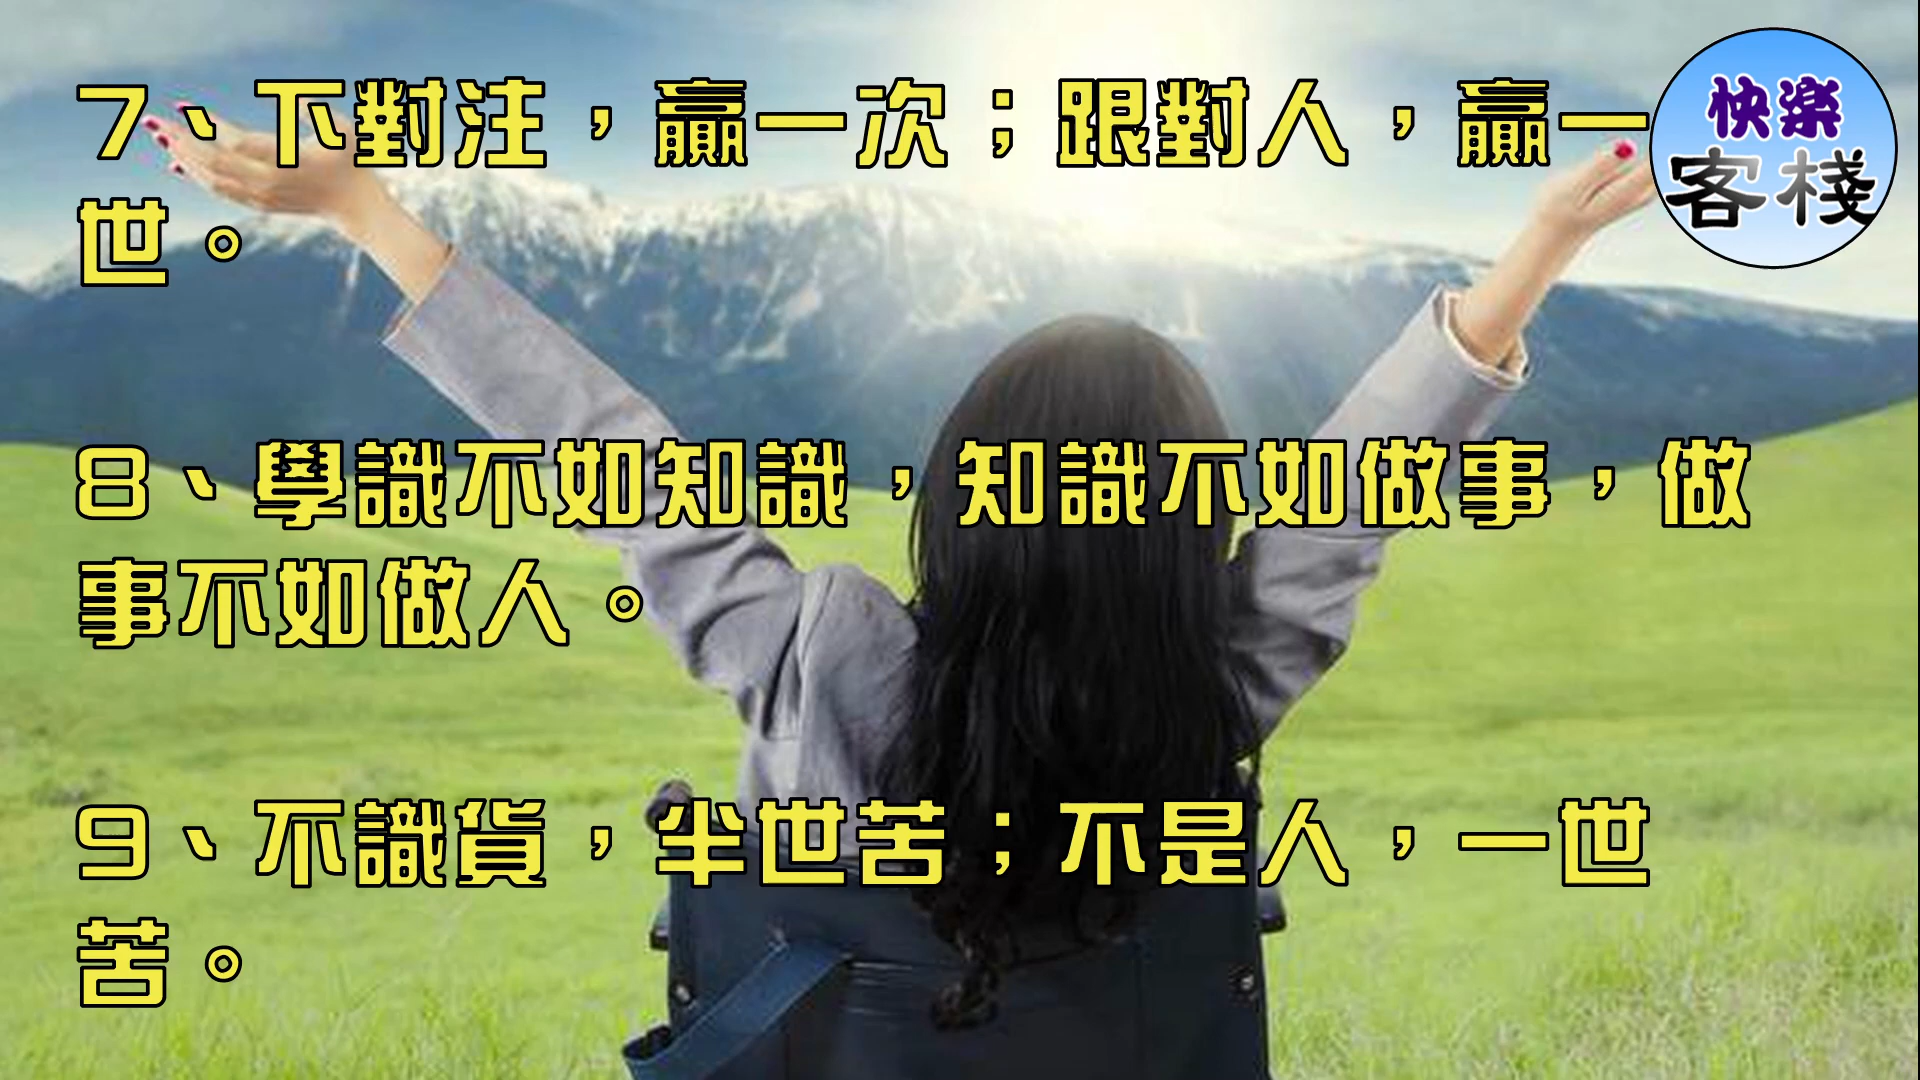 7、下對注，贏一次；跟對人，贏一
世。
8、學識不如知識，知識不如做事，做
事不如做人。
9、不識貨，半世苦；不是人，一世
苦。
快楽
客栈